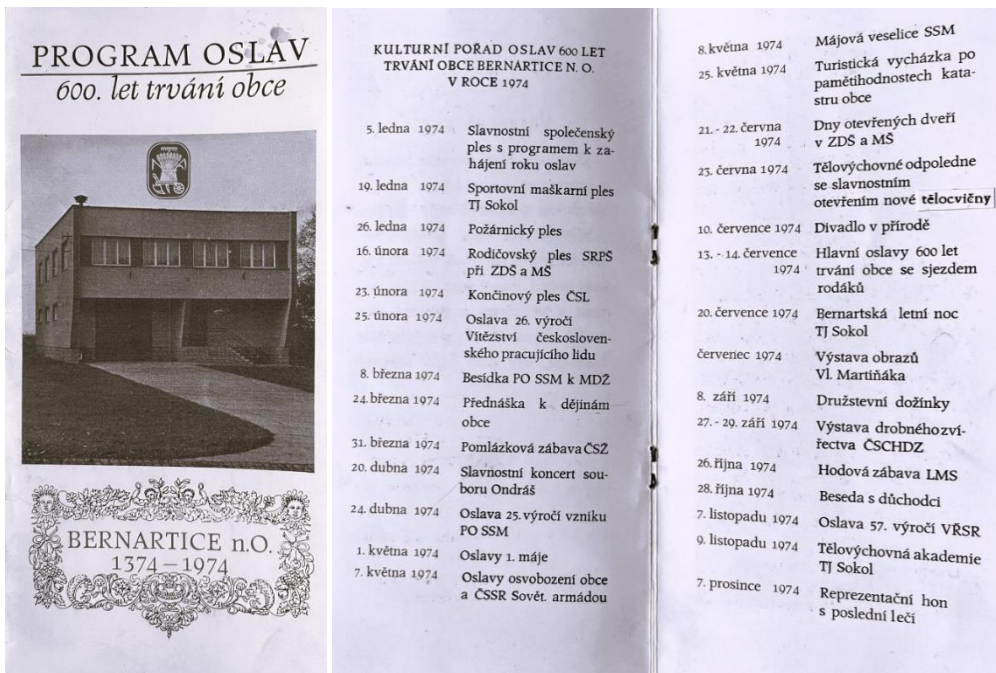 PROGRAM OSLAV
600. let trvání obce
BERNARTICE n.O.
1374 – 1974
KULTURNÍ POŘAD OSLAV 600 LET
TRVÁNÍ OBCE BERNARTICE N. O.
V ROCE 1974
5. ledna 1974 Slavnostní společenský
ples s programem k za-
hájení roku oslav
19. ledna 1974 Sportovní maškarní ples
TJ Sokol
26. ledna 1974 Požárnický ples
16. února 1974 Rodičovský ples SRPŠ
při ZDŠ a MŠ
23. února 1974 Končinový ples ČSL
25. února 1974 Oslava 26. výročí
Vítězství českosloven-
ského pracujícího lidu
8. března 1974 Besídka PO SSM k MDŽ
24. března 1974 Přednáška k dějinám
obce
31. března 1974 Pomlázková zábava ČSŽ
20. dubna 1974 Slavnostní koncert sou-
boru Ondráš
24. dubna 1974 Oslava 25. výročí vzniku
PO SSM
1. května 1974 Oslavy 1. máje
7. května 1974 Oslavy osvobození obce
a ČSSR Sovět. armádou
8. května 1974 Májová veselice SSM
25. května 1974 Turistická vycházka po
pamětihodnostech kata-
stru obce
21. - 22. června Dny otevřených dveří
1974 v ZDŠ a MŠ
23. června 1974 Tělovýchovné odpoledne
se slavnostním
otevřením nové tělocvičny
10. července 1974 Divadlo v přírodě
13. - 14. července Hlavní oslavy 600 let
1974 trvání obce se sjezdem
rodáků
20. července 1974 Bernartská letní noc
TJ Sokol
červenec 1974 Výstava obrazů
Vl. Martiňáka
8. září 1974 Družstevní dožínky
27. - 29. září 1974 Výstava drobného zví-
řectva ČSCHDZ
26. října 1974 Hodová zábava LMS
28. října 1974 Beseda s důchodci
7. listopadu 1974 Oslava 57. výročí VŘSR
9. listopadu 1974 Tělovýchovná akademie
TJ Sokol
7. prosince 1974 Reprezentační hon
s poslední lečí